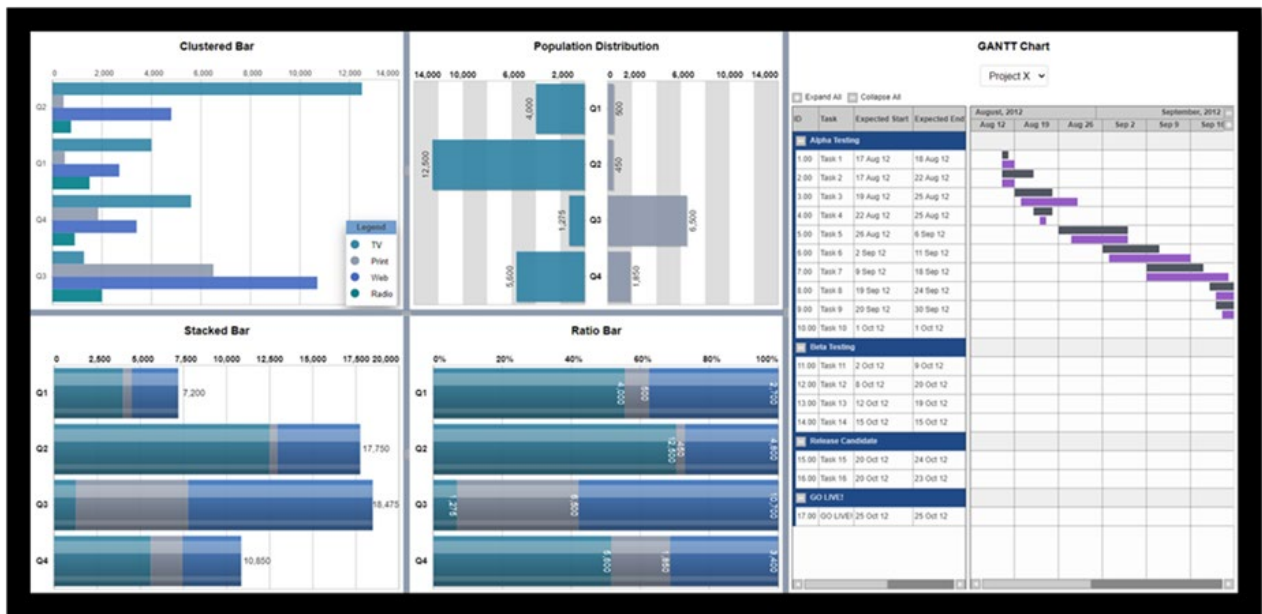 Clustered Bar
0 2,000 4,000 6,000 8,000 10,000 12,000 14,000
Q2
Q1
Q4
Q3
Legend
TV
Print
Web
Radio
Population Distribution
14,000 10,000 6,000 2,000 0 2,000 6,000 10,000 14,000
4,000 Q1 500
12,500 Q2 450
1,275 Q3 6,500
5,600 Q4 1,850
Stacked Bar
0 2,500 5,000 7,500 10,000 12,500 15,000 17,500 20,000
Q1 7,200
Q2 17,750
Q3 18,475
Q4 10,850
Ratio Bar
0% 20% 40% 60% 80% 100%
Q1 4,000 500 2,700
Q2 12,500 450 4,800
Q3 1,275 6,500 10,700
Q4 5,600 1,850 3,400
GANTT Chart
Project X
Expand All Collapse All
ID Task Expected Start Expected End
August, 2012 September, 2012
Aug 12 Aug 19 Aug 26 Sep 2 Sep 9 Sep 16
Alpha Testing
1.00 Task 1 17 Aug 12 18 Aug 12
2.00 Task 2 17 Aug 12 22 Aug 12
3.00 Task 3 19 Aug 12 25 Aug 12
4.00 Task 4 22 Aug 12 25 Aug 12
5.00 Task 5 26 Aug 12 6 Sep 12
6.00 Task 6 2 Sep 12 11 Sep 12
7.00 Task 7 9 Sep 12 18 Sep 12
8.00 Task 8 19 Sep 12 24 Sep 12
9.00 Task 9 20 Sep 12 30 Sep 12
10.00 Task 10 1 Oct 12 1 Oct 12
Beta Testing
11.00 Task 11 2 Oct 12 9 Oct 12
12.00 Task 12 8 Oct 12 20 Oct 12
13.00 Task 13 12 Oct 12 19 Oct 12
14.00 Task 14 15 Oct 12 15 Oct 12
Release Candidate
15.00 Task 15 20 Oct 12 24 Oct 12
16.00 Task 16 20 Oct 12 23 Oct 12
GO LIVE!
17.00 GO LIVE! 25 Oct 12 25 Oct 12